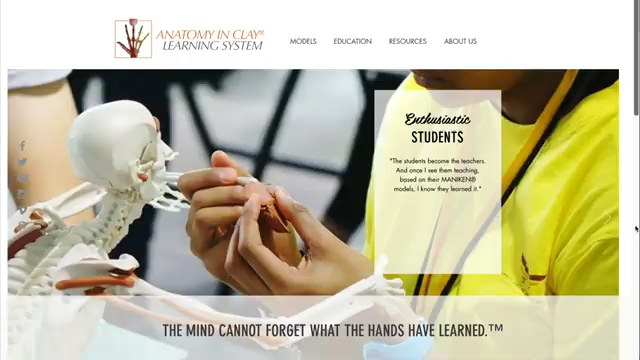 ANATOMY IN CLAY®
LEARNING SYSTEM
MODELS EDUCATION RESOURCES ABOUT US
Enthusiastic
STUDENTS
"The students become the teachers.
And once I see them teaching,
based on their MANIKEN®
models, I know they learned it."
THE MIND CANNOT FORGET WHAT THE HANDS HAVE LEARNED.™